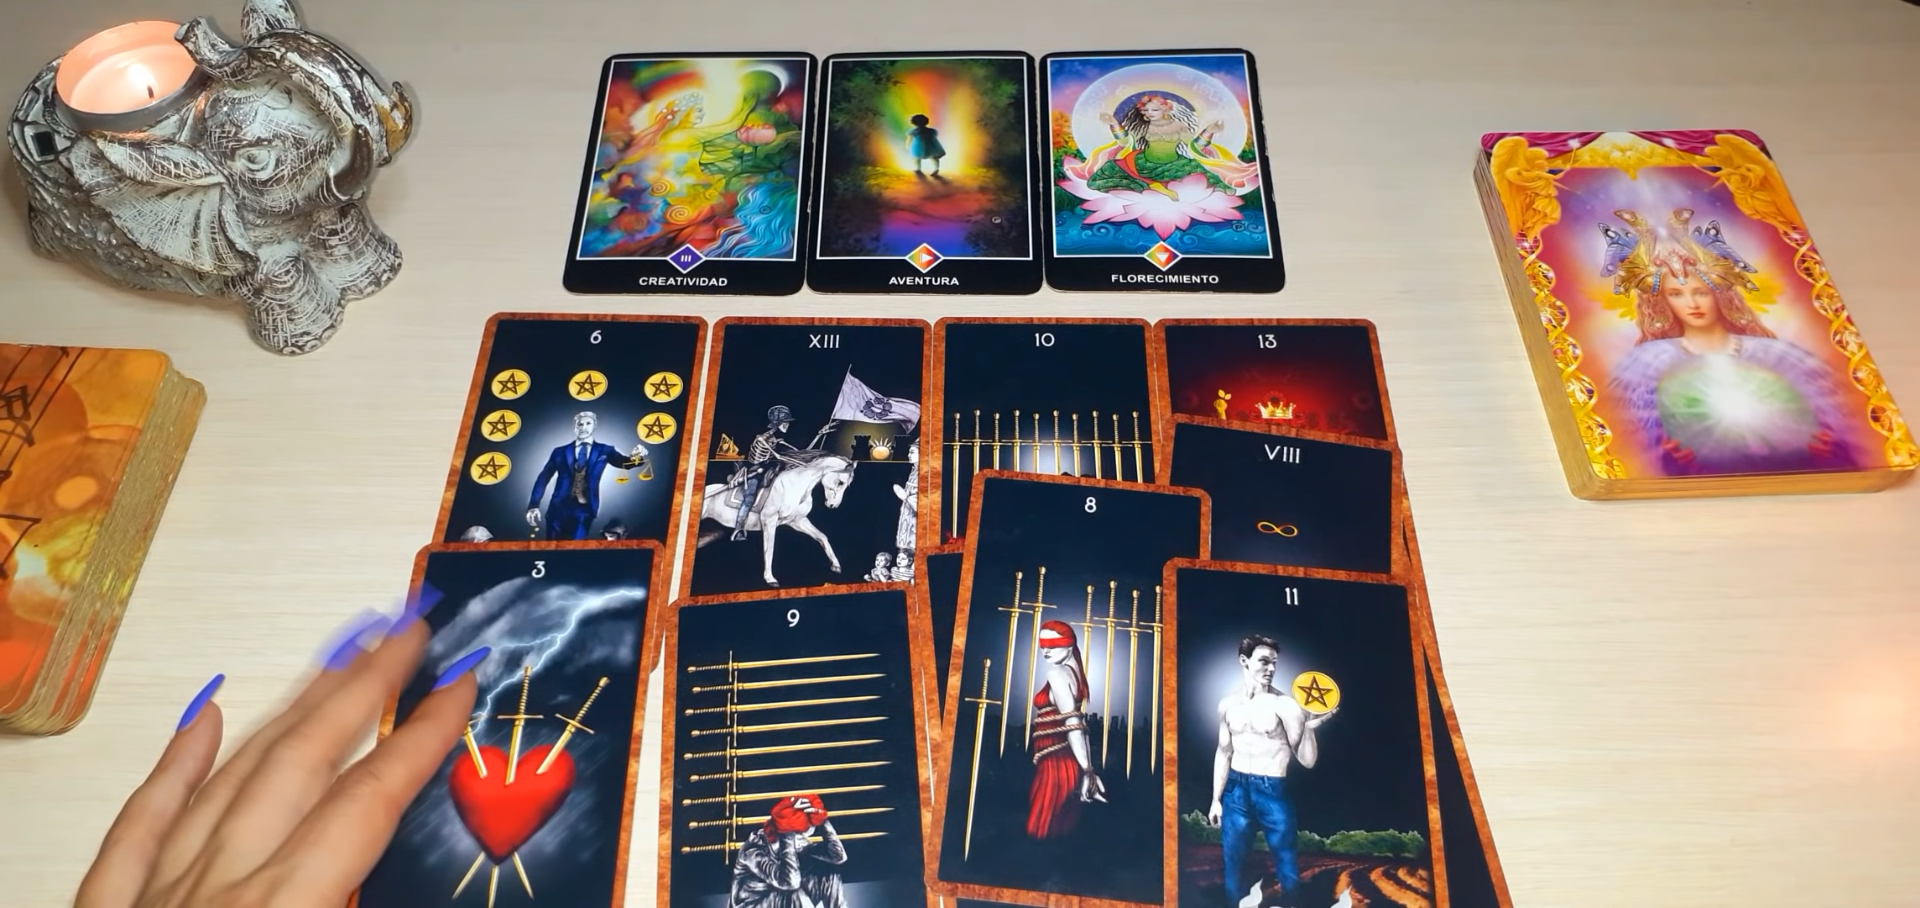 III
CREATIVIDAD
AVENTURA
FLORECIMIENTO
6
XIII
10
13
VIII
8
3
9
11